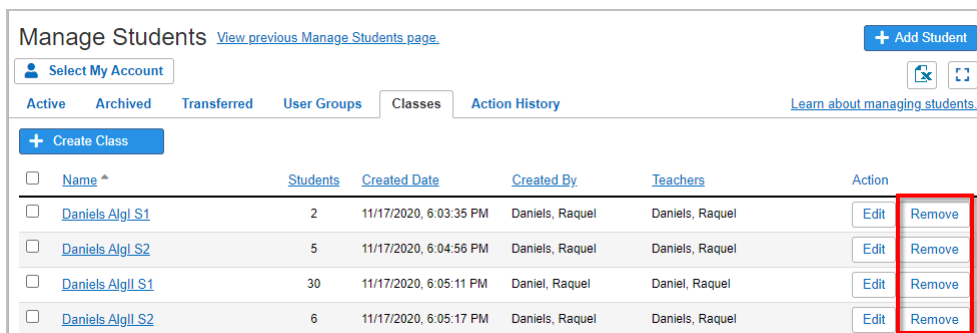 Manage Students View previous Manage Students page. + Add Student
Select My Account
Active Archived Transferred User Groups Classes Action History Learn about managing students.
+ Create Class
Name Students Created Date Created By Teachers Action
Daniels AlgI S1 2 11/17/2020, 6:03:35 PM Daniels, Raquel Daniels, Raquel Edit Remove
Daniels AlgI S2 5 11/17/2020, 6:04:56 PM Daniels, Raquel Daniels, Raquel Edit Remove
Daniels AlgII S1 30 11/17/2020, 6:05:11 PM Daniel, Raquel Daniel, Raquel Edit Remove
Daniels AlgII S2 6 11/17/2020, 6:05:17 PM Daniels, Raquel Daniels, Raquel Edit Remove